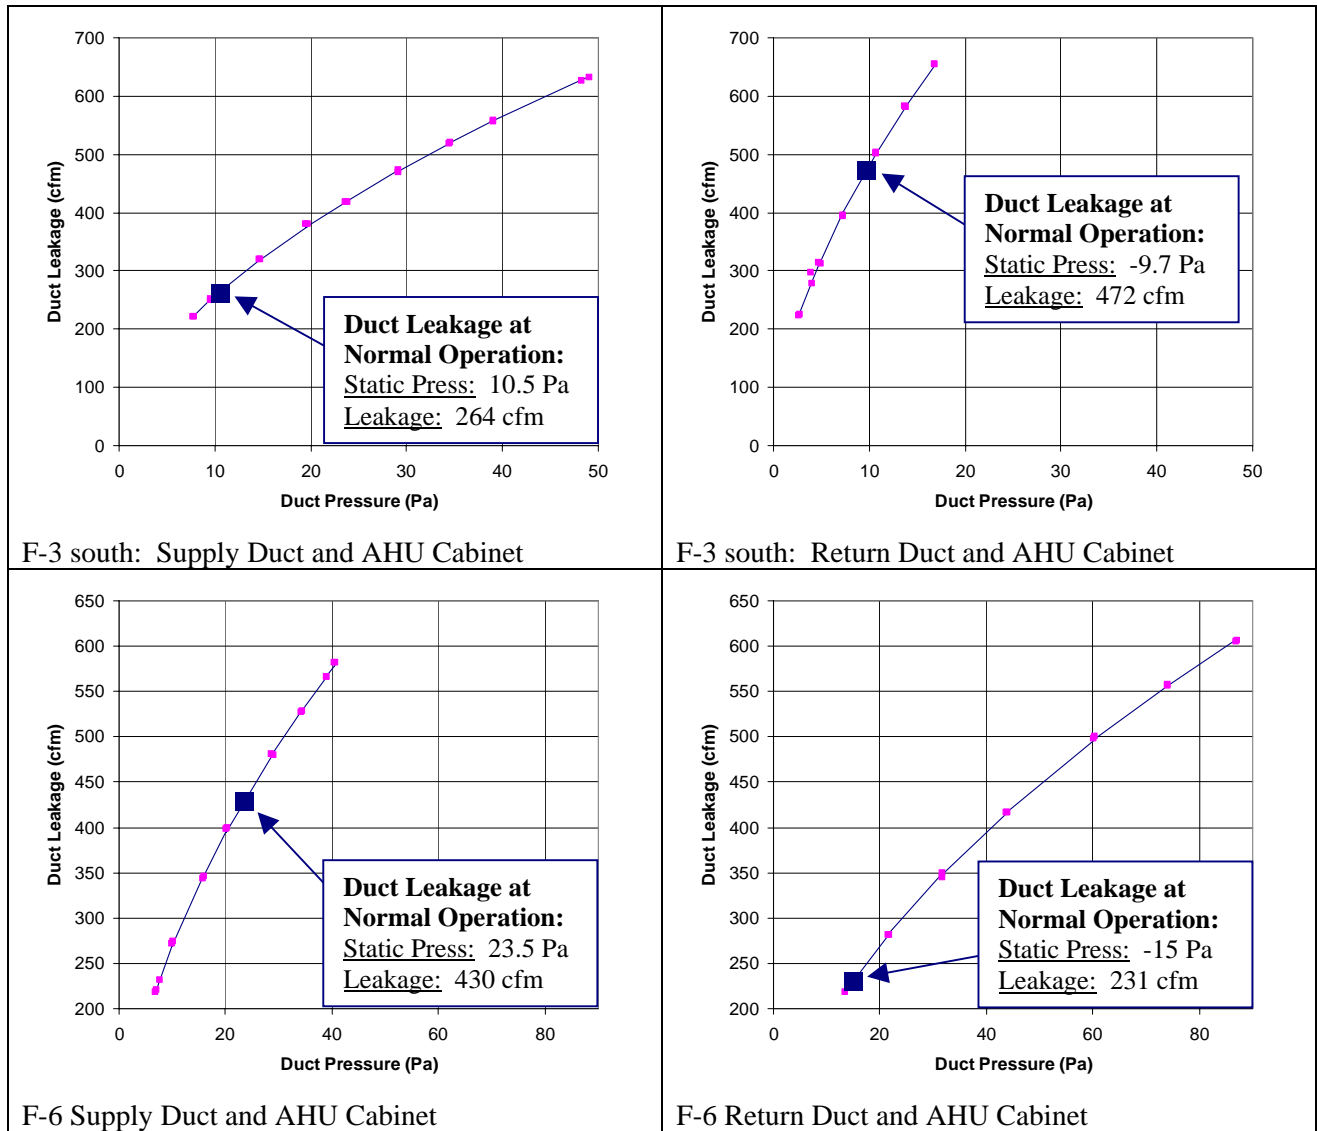 700
600
500
400
300
200
100
0
0 10 20 30 40 50
Duct Leakage (cfm)
Duct Pressure (Pa)
Duct Leakage at
Normal Operation:
Static Press: 10.5 Pa
Leakage: 264 cfm
F-3 south: Supply Duct and AHU Cabinet
700
600
500
400
300
200
100
0
0 10 20 30 40 50
Duct Leakage (cfm)
Duct Pressure (Pa)
Duct Leakage at
Normal Operation:
Static Press: -9.7 Pa
Leakage: 472 cfm
F-3 south: Return Duct and AHU Cabinet
650
600
550
500
450
400
350
300
250
200
0 20 40 60 80
Duct Leakage (cfm)
Duct Pressure (Pa)
Duct Leakage at
Normal Operation:
Static Press: 23.5 Pa
Leakage: 430 cfm
F-6 Supply Duct and AHU Cabinet
650
600
550
500
450
400
350
300
250
200
0 20 40 60 80
Duct Leakage (cfm)
Duct Pressure (Pa)
Duct Leakage at
Normal Operation:
Static Press: -15 Pa
Leakage: 231 cfm
F-6 Return Duct and AHU Cabinet